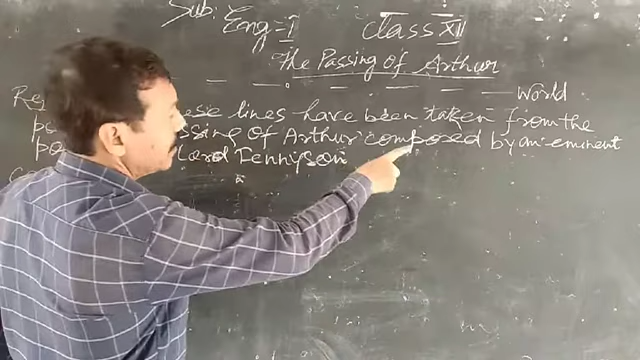 Sub: Eng-I Class XII
The Passing of Arthur
— — — — — — World
these lines have been taken from the
ssing of Arthur composed by an eminent
Lord Tennyson